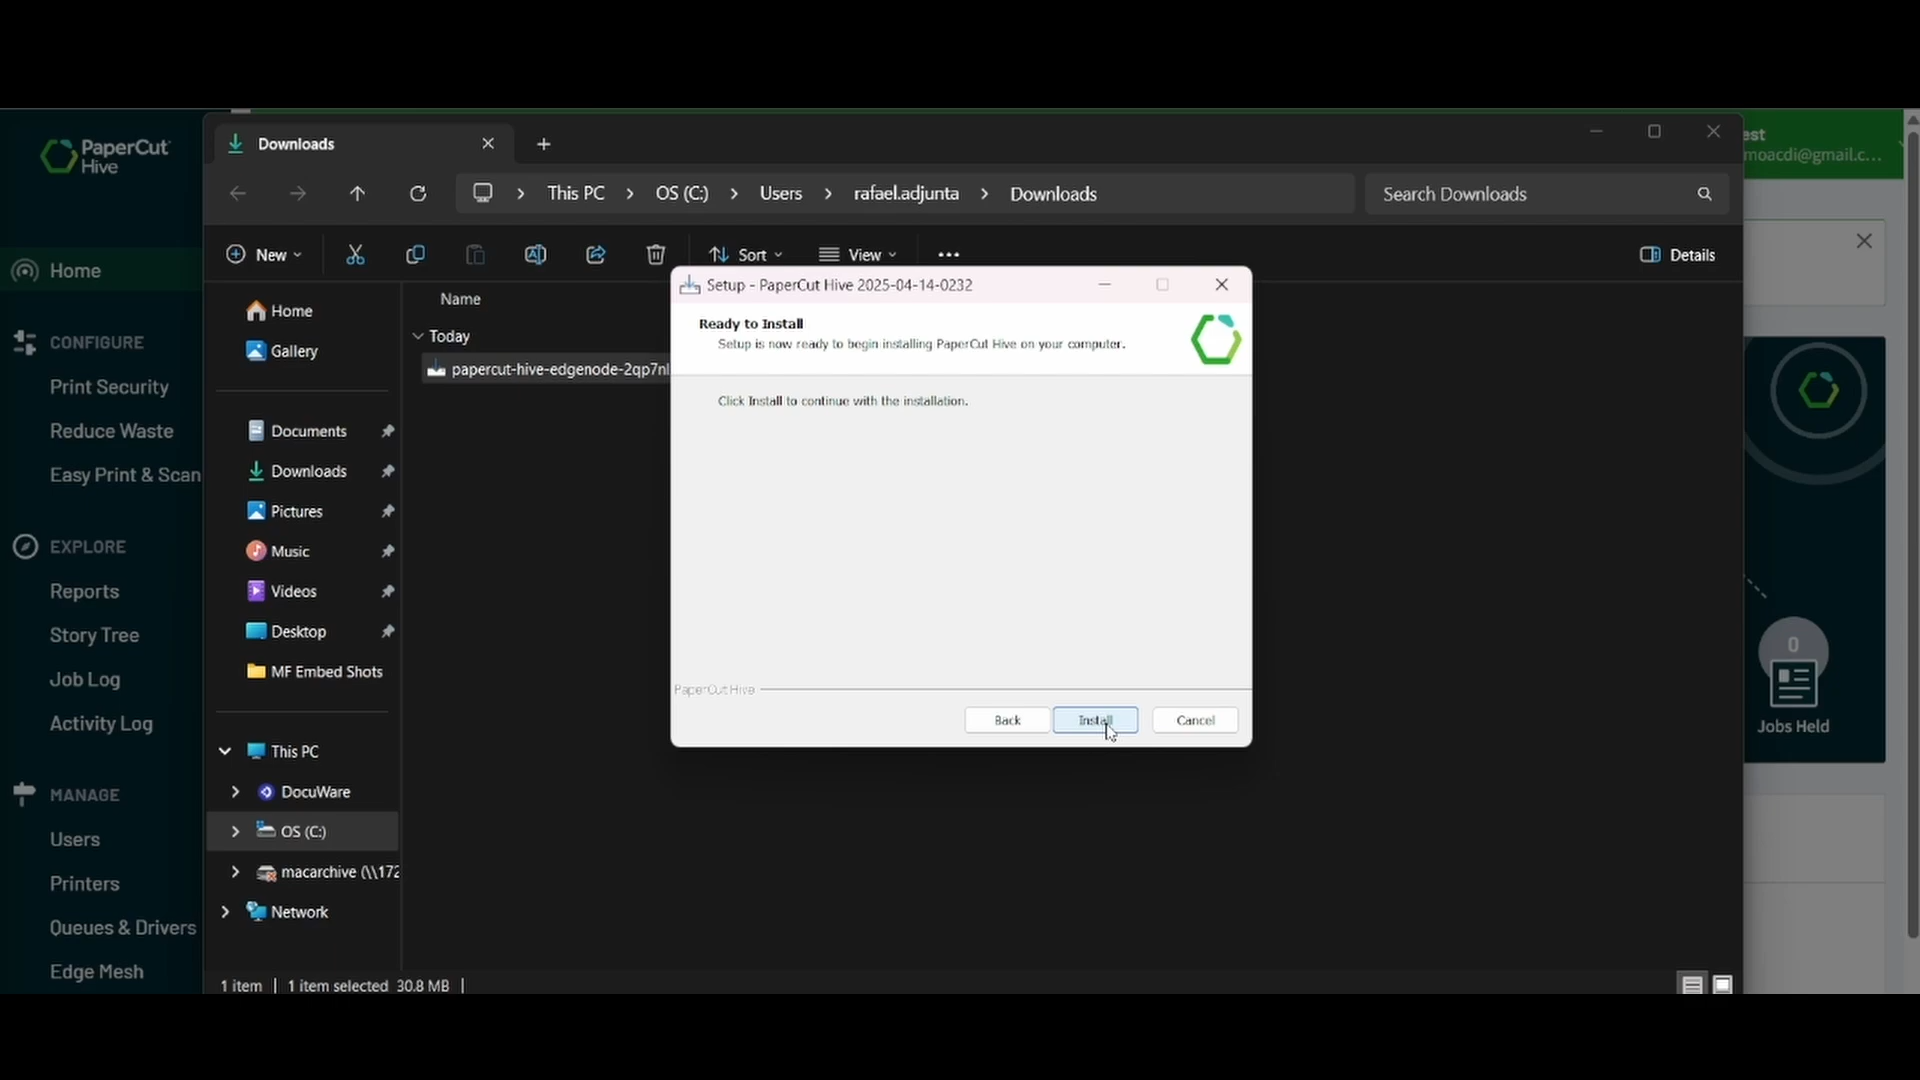 PaperCut
Hive
Home
CONFIGURE
Print Security
Reduce Waste
Easy Print & Scan
EXPLORE
Reports
Story Tree
Job Log
Activity Log
MANAGE
Users
Printers
Queues & Drivers
Edge Mesh
Downloads
This PC > OS (C:) > Users > rafael.adjunta > Downloads
Search Downloads
New
Sort
View
Details
Home
Gallery
Documents
Downloads
Pictures
Music
Videos
Desktop
MF Embed Shots
This PC
DocuWare
OS (C:)
macarchive (\\172
Network
Name
Today
papercut-hive-edgenode-2qp7nl
1 item | 1 item selected 30.8 MB |
Setup - PaperCut Hive 2025-04-14-0232
Ready to Install
Setup is now ready to begin installing PaperCut Hive on your computer.
Click Install to continue with the installation.
PaperCut Hive
Back
Install
Cancel
est
moacdi@gmail.c...
0
Jobs Held